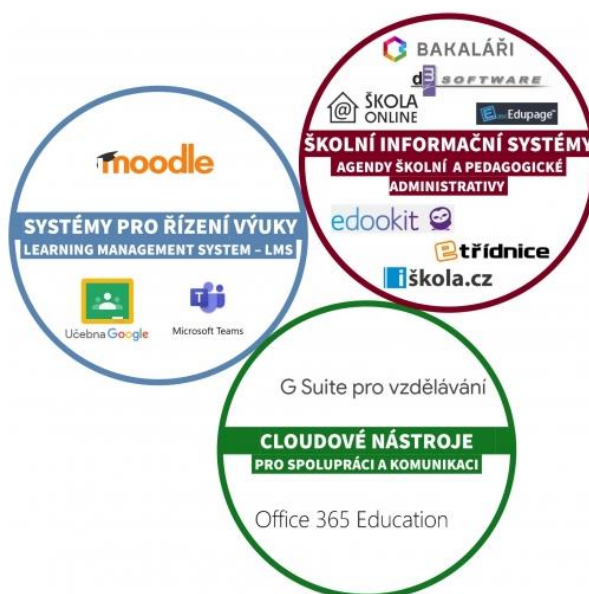 BAKALÁŘI
dm SOFTWARE
ŠKOLA
ONLINE
Edupage
ŠKOLNÍ INFORMAČNÍ SYSTÉMY
AGENDY ŠKOLNÍ A PEDAGOGICKÉ
ADMINISTRATIVY
edookit
etřídnice
iškola.cz
moodle
SYSTÉMY PRO ŘÍZENÍ VÝUKY
LEARNING MANAGEMENT SYSTEM – LMS
Učebna Google
Microsoft Teams
G Suite pro vzdělávání
CLOUDOVÉ NÁSTROJE
PRO SPOLUPRÁCI A KOMUNIKACI
Office 365 Education